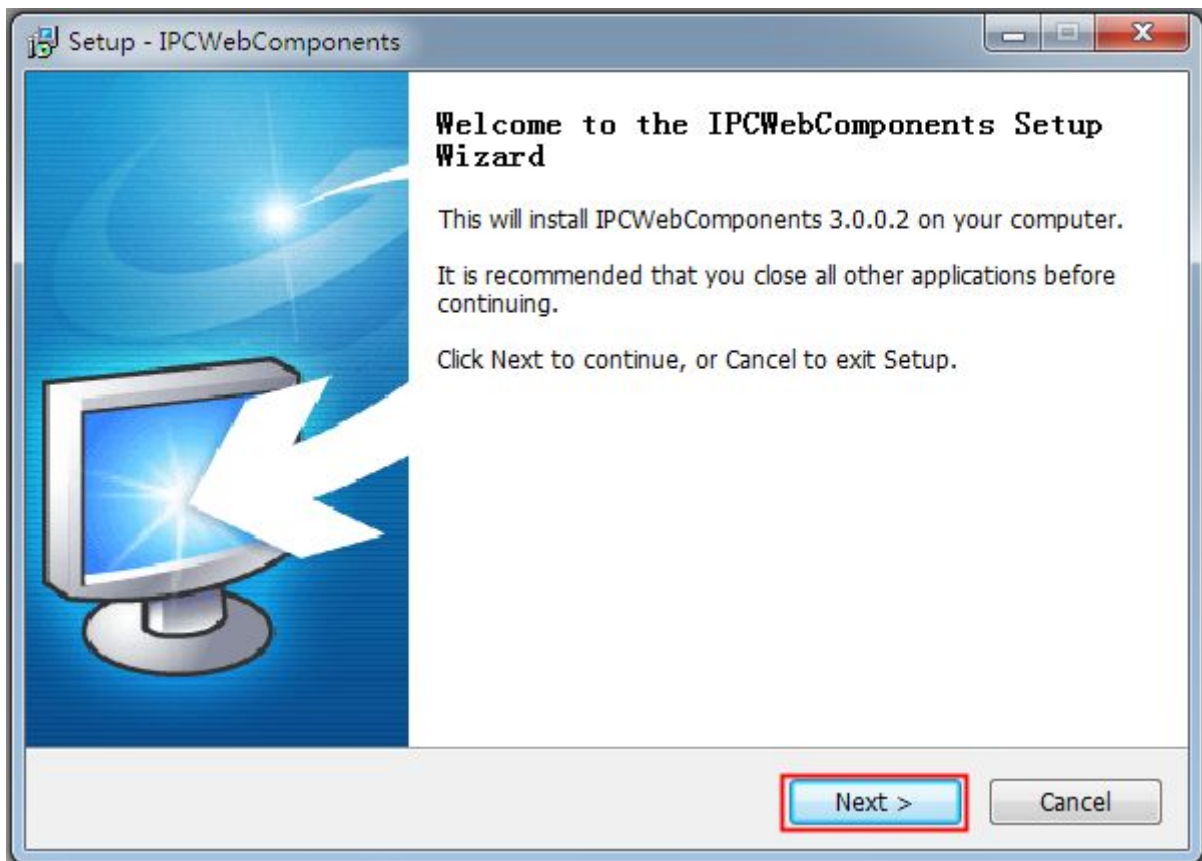 Setup - IPCWebComponents
Welcome to the IPCWebComponents Setup
Wizard
This will install IPCWebComponents 3.0.0.2 on your computer.
It is recommended that you close all other applications before
continuing.
Click Next to continue, or Cancel to exit Setup.
Next >
Cancel